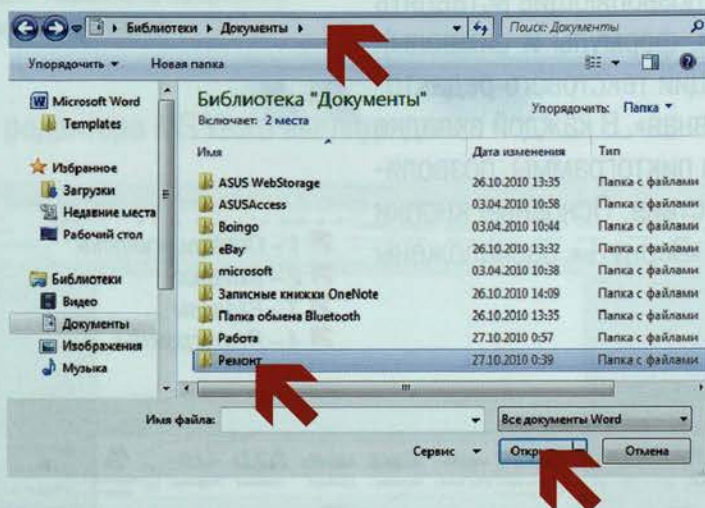 Библиотеки ▸ Документы ▸
Поиск: Документы
Упорядочить ▾ Новая папка
Microsoft Word
Templates
Избранное
Загрузки
Недавние места
Рабочий стол
Библиотеки
Видео
Документы
Изображения
Музыка
Библиотека "Документы"
Включает: 2 места
Упорядочить: Папка ▾
Имя Дата изменения Тип
ASUS WebStorage 26.10.2010 13:35 Папка с файлами
ASUSAccess 03.04.2010 10:58 Папка с файлами
Boingo 03.04.2010 10:44 Папка с файлами
eBay 26.10.2010 13:32 Папка с файлами
microsoft 03.04.2010 10:38 Папка с файлами
Записные книжки OneNote 26.10.2010 14:09 Папка с файлами
Папка обмена Bluetooth 26.10.2010 13:35 Папка с файлами
Работа 27.10.2010 0:57 Папка с файлами
Ремонт 27.10.2010 0:39 Папка с файлами
Имя файла:
Все документы Word
Сервис ▾
Отмена